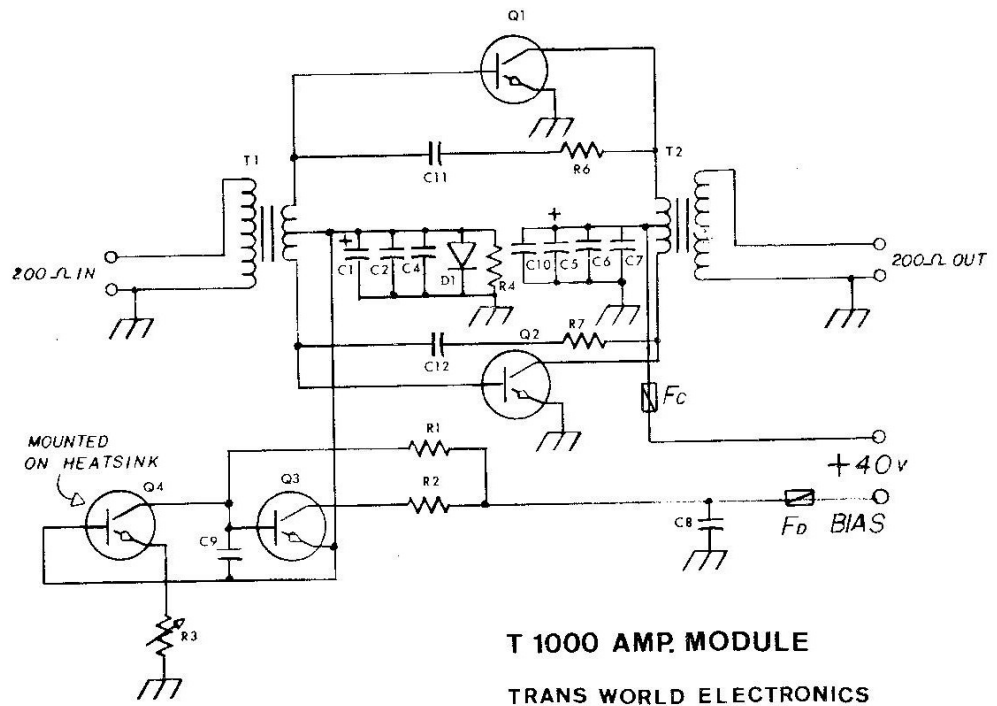 Q1
T1
C11
R6
T2
200Ω IN
+
C1
C2
C4
D1
R4
+
C10
C5
C6
C7
200Ω OUT
R7
Q2
C12
FC
+40V
MOUNTED
ON HEATSINK
Q4
R1
Q3
R2
C9
C8
FD
BIAS
R3
T 1000 AMP. MODULE
TRANS WORLD ELECTRONICS